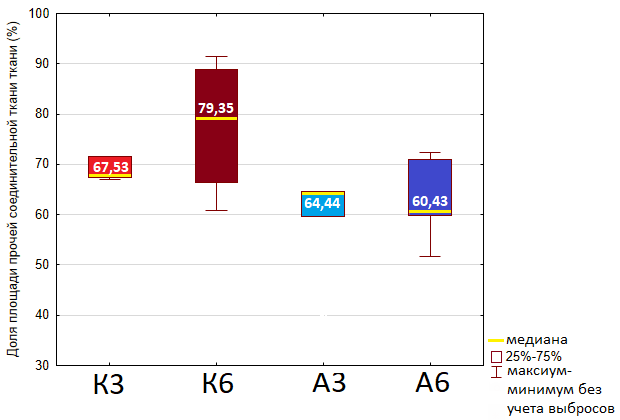 Доля площади прочей соединительной ткани ткани (%)
100
90
80
70
60
50
40
30
67,53
79,35
64,44
60,43
К3
К6
А3
А6
медиана
25%-75%
максиум-
минимум без
учета выбросов